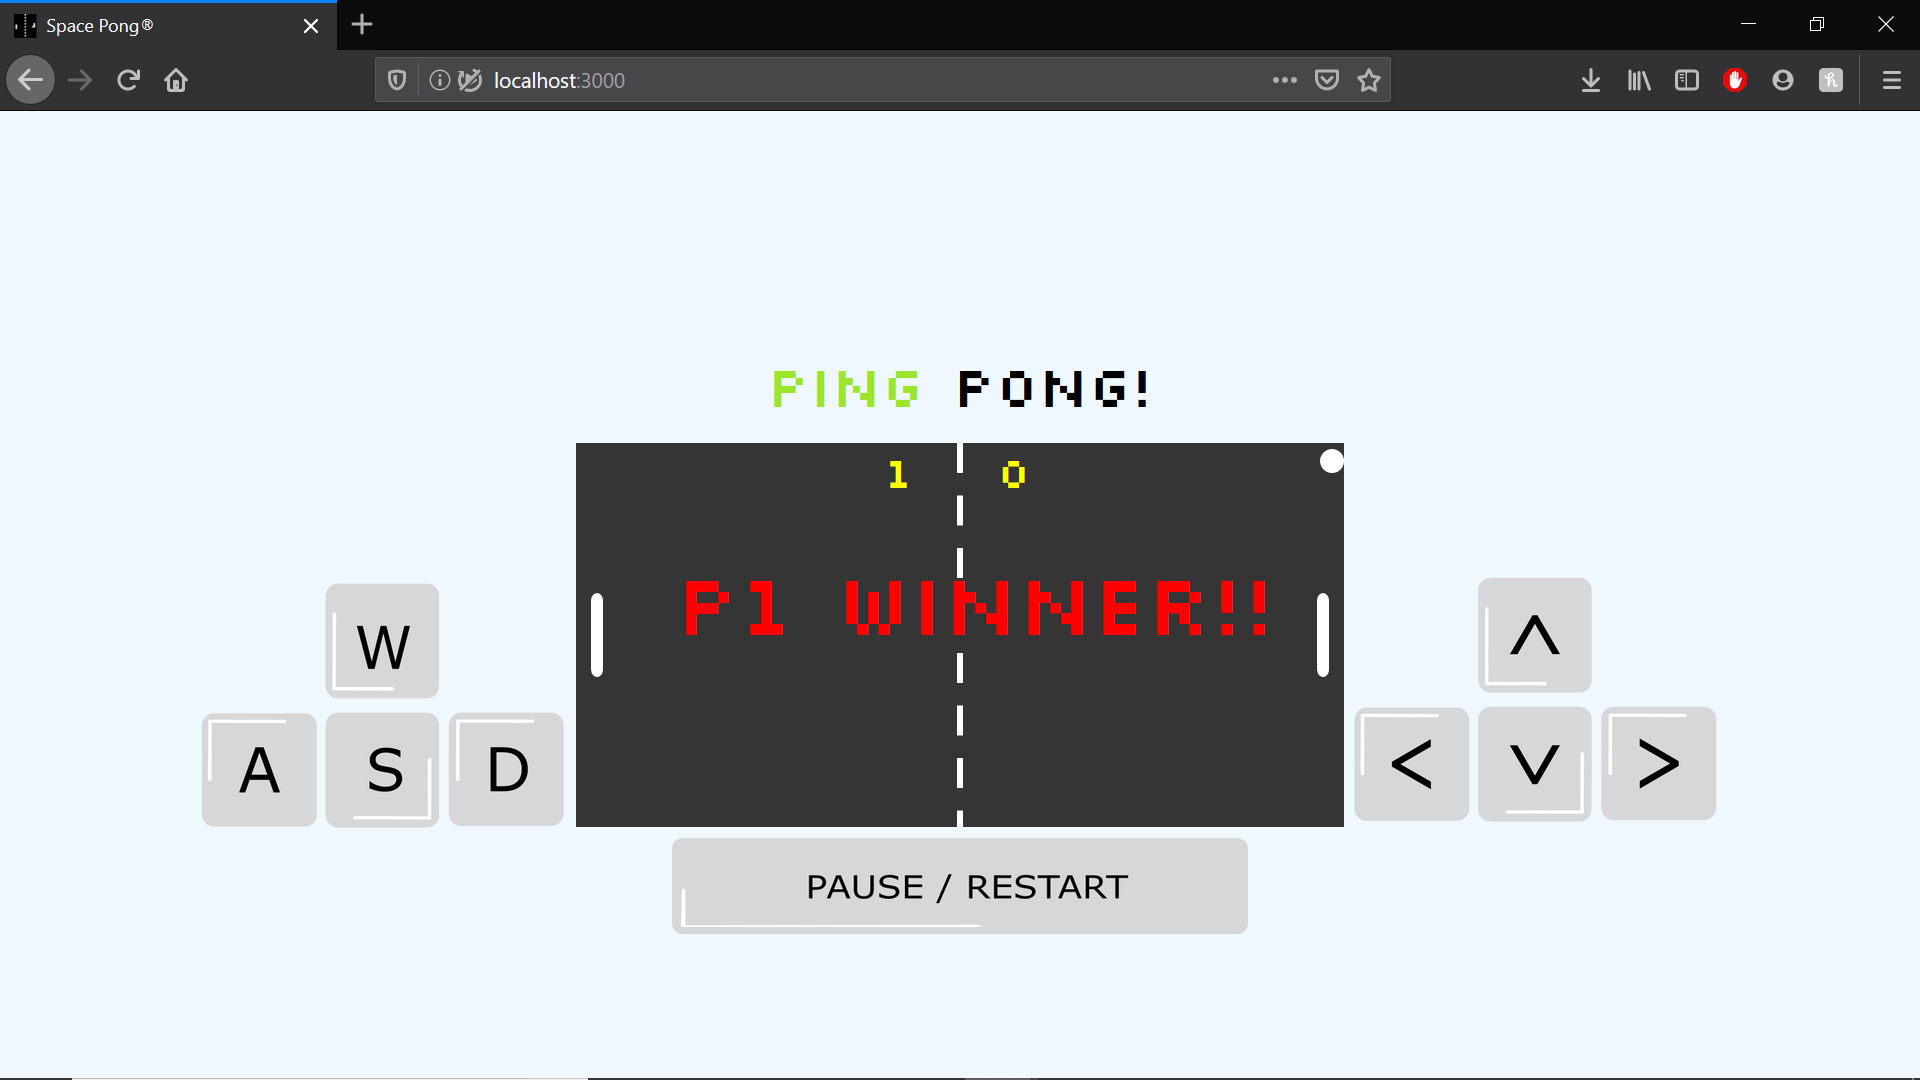 Space Pong®
localhost:3000
PING PONG!
1 0
P1 WINNER!!
W
^
A S D
< v >
PAUSE / RESTART